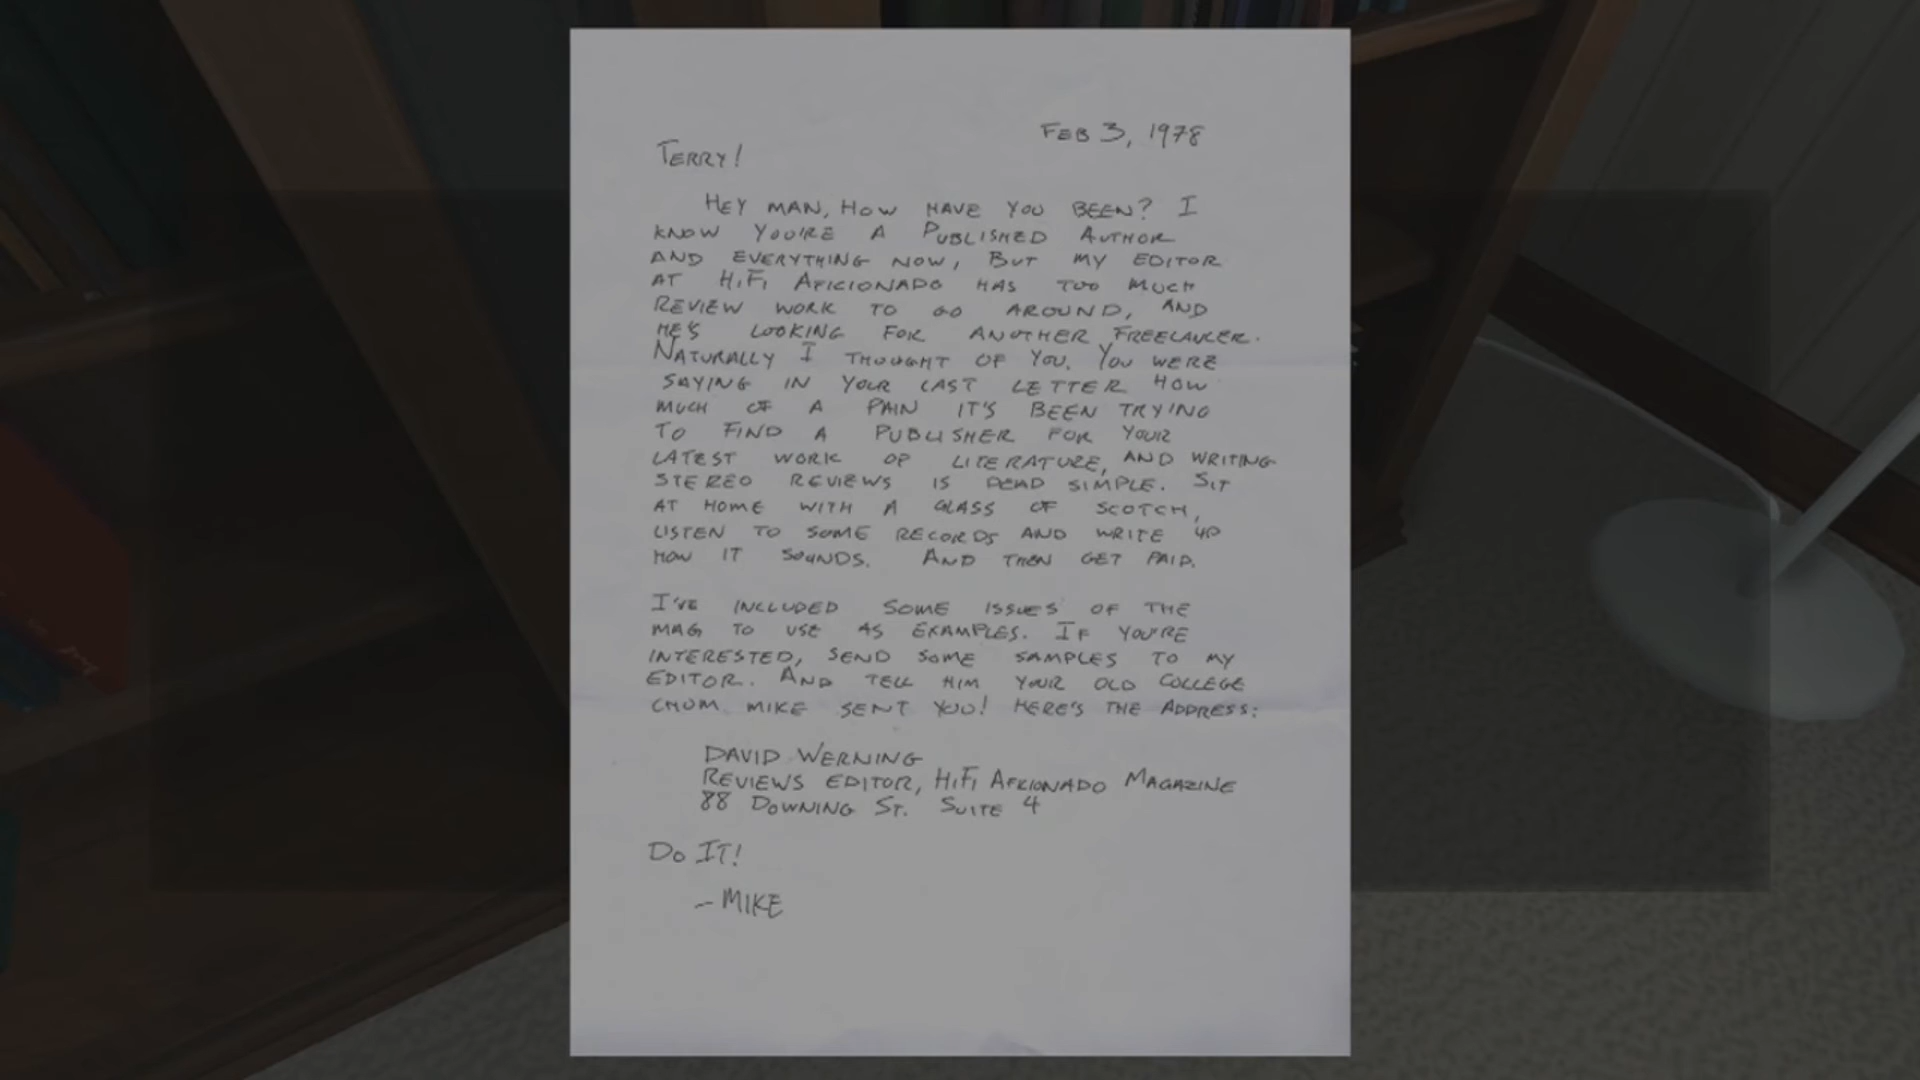 FEB 3, 1978
TERRY!
HEY MAN, HOW HAVE YOU BEEN? I
KNOW YOU'RE A PUBLISHED AUTHOR
AND EVERYTHING NOW, BUT MY EDITOR
AT HIFI AFICIONADO HAS TOO MUCH
REVIEW WORK TO GO AROUND, AND
HE'S LOOKING FOR ANOTHER FREELANCER.
NATURALLY I THOUGHT OF YOU. YOU WERE
SAYING IN YOUR LAST LETTER HOW
MUCH OF A PAIN IT'S BEEN TRYING
TO FIND A PUBLISHER FOR YOUR
LATEST WORK OF LITERATURE, AND WRITING
STEREO REVIEWS IS DEAD SIMPLE. SIT
AT HOME WITH A GLASS OF SCOTCH,
LISTEN TO SOME RECORDS AND WRITE UP
HOW IT SOUNDS. AND THEN GET PAID.
I'VE INCLUDED SOME ISSUES OF THE
MAG TO USE AS EXAMPLES. IF YOU'RE
INTERESTED, SEND SOME SAMPLES TO MY
EDITOR. AND TELL HIM YOUR OLD COLLEGE
CHUM MIKE SENT YOU! HERE'S THE ADDRESS:
DAVID WERNING
REVIEWS EDITOR, HIFI AFICIONADO MAGAZINE
88 DOWNING ST. SUITE 4
DO IT!
– MIKE